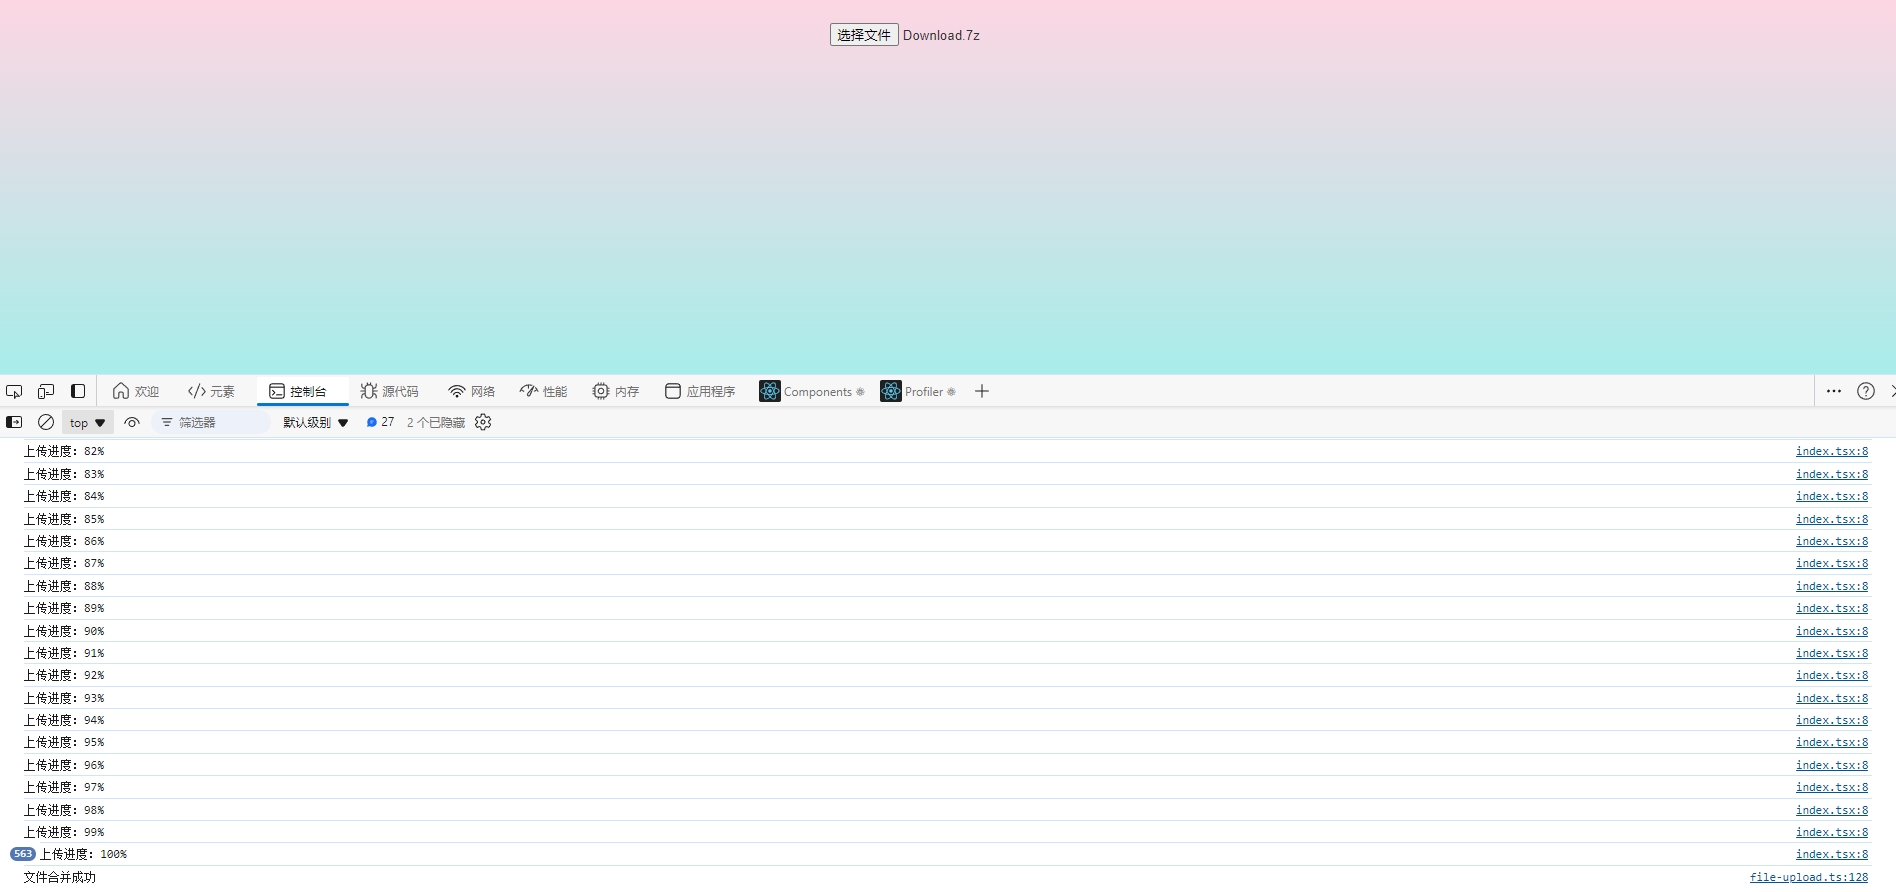 选择文件 Download.7z
欢迎 元素 控制台 源代码 网络 性能 内存 应用程序 Components Profiler
top 筛选器 默认级别 27 2 个已隐藏
上传进度: 82% index.tsx:8
上传进度: 83% index.tsx:8
上传进度: 84% index.tsx:8
上传进度: 85% index.tsx:8
上传进度: 86% index.tsx:8
上传进度: 87% index.tsx:8
上传进度: 88% index.tsx:8
上传进度: 89% index.tsx:8
上传进度: 90% index.tsx:8
上传进度: 91% index.tsx:8
上传进度: 92% index.tsx:8
上传进度: 93% index.tsx:8
上传进度: 94% index.tsx:8
上传进度: 95% index.tsx:8
上传进度: 96% index.tsx:8
上传进度: 97% index.tsx:8
上传进度: 98% index.tsx:8
上传进度: 99% index.tsx:8
563 上传进度: 100% index.tsx:8
文件合并成功 file-upload.ts:128